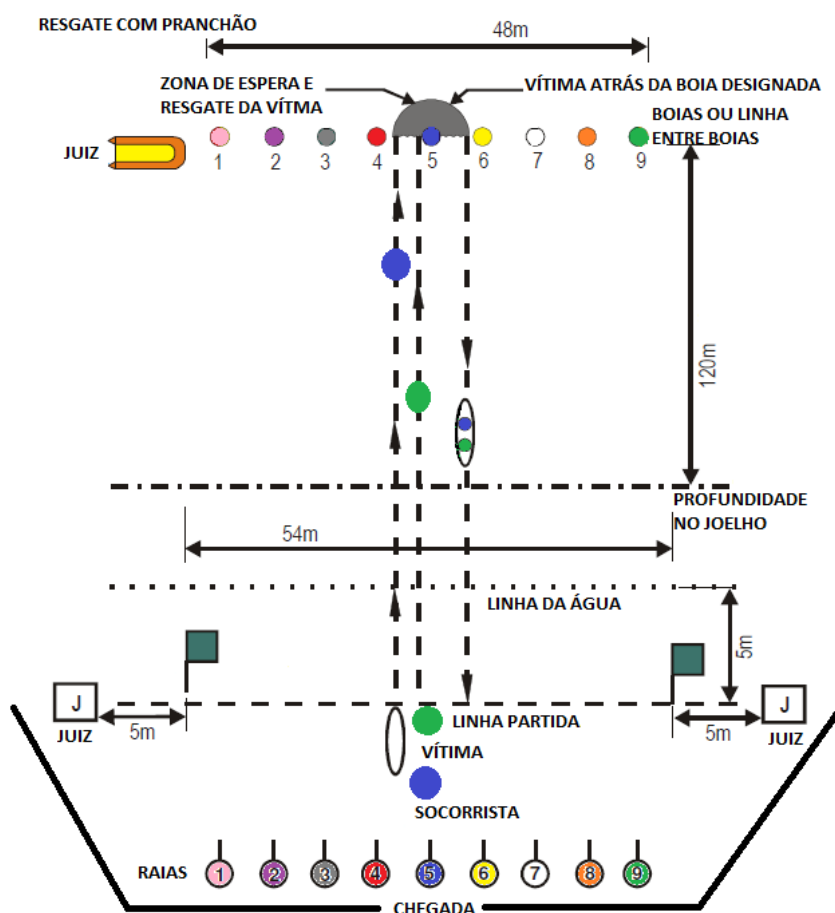 RESGATE COM PRANCHÃO
48m
ZONA DE ESPERA E
RESGATE DA VÍTMA
VÍTIMA ATRÁS DA BOIA DESIGNADA
BOIAS OU LINHA
ENTRE BOIAS
JUIZ
1 2 3 4 5 6 7 8 9
120m
PROFUNDIDADE
NO JOELHO
54m
LINHA DA ÁGUA
5m
J
JUIZ
5m
LINHA PARTIDA
VÍTIMA
SOCORRISTA
5m
J
JUIZ
RAIAS 1 2 3 4 5 6 7 8 9
CHEGADA